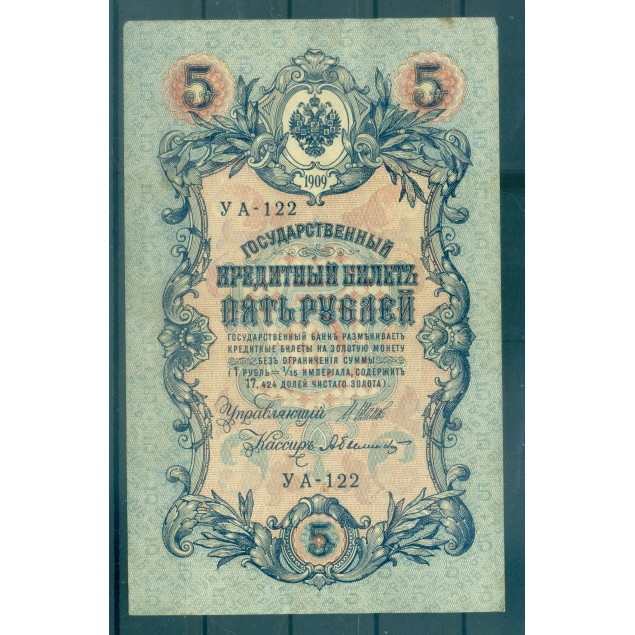 5 5
1909
УА-122
ГОСУДАРСТВЕННЫЙ
КРЕДИТНЫЙ БИЛЕТЪ
ПЯТЬ РУБЛЕЙ
ГОСУДАРСТВЕННЫЙ БАНКЪ РАЗМѢНИВАЕТЪ
КРЕДИТНЫЕ БИЛЕТЫ НА ЗОЛОТУЮ МОНЕТУ
БЕЗЪ ОГРАНИЧЕНІЯ СУММЫ
(1 РУБЛЬ = 1/15 ИМПЕРІАЛА, СОДЕРЖИТЪ
17,424 ДОЛЕЙ ЧИСТАГО ЗОЛОТА).
Управляющій
Кассиръ
УА-122
5